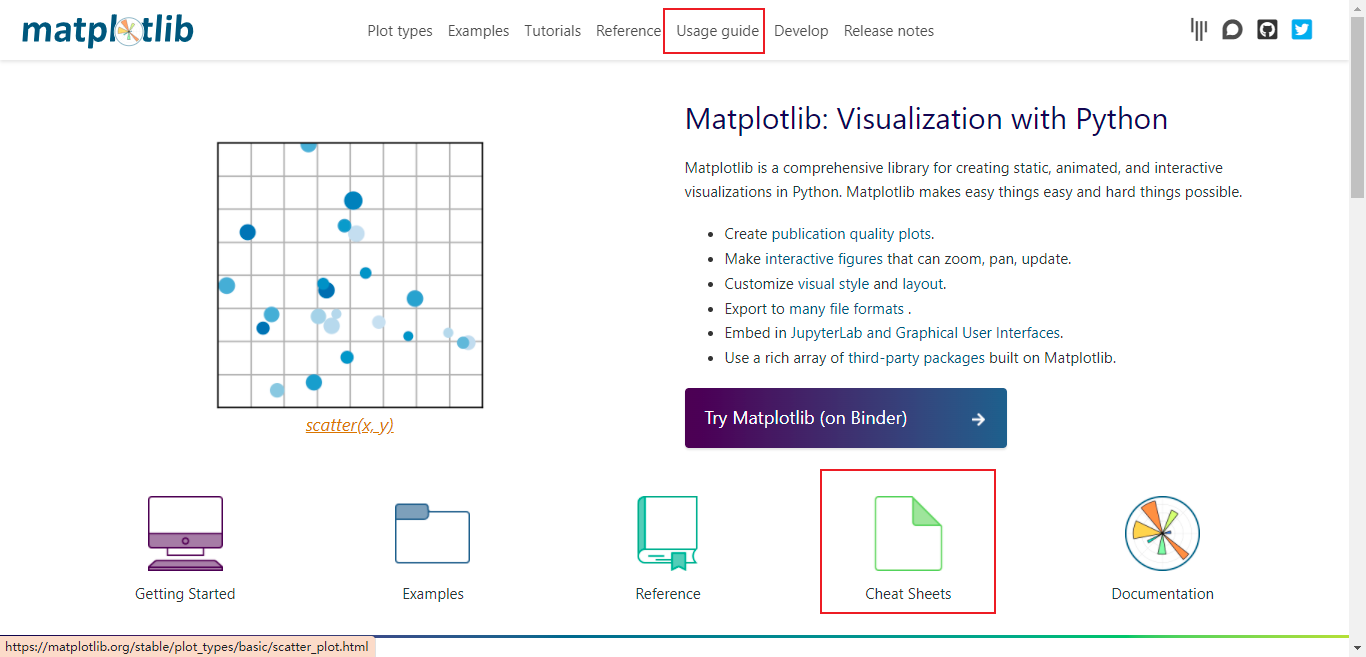 matplotlib
Plot types Examples Tutorials Reference Usage guide Develop Release notes
Matplotlib: Visualization with Python
Matplotlib is a comprehensive library for creating static, animated, and interactive
visualizations in Python. Matplotlib makes easy things easy and hard things possible.
Create publication quality plots.
Make interactive figures that can zoom, pan, update.
Customize visual style and layout.
Export to many file formats .
Embed in JupyterLab and Graphical User Interfaces.
Use a rich array of third-party packages built on Matplotlib.
scatter(x, y)
Try Matplotlib (on Binder)
Getting Started
Examples
Reference
Cheat Sheets
Documentation
https://matplotlib.org/stable/plot_types/basic/scatter_plot.html